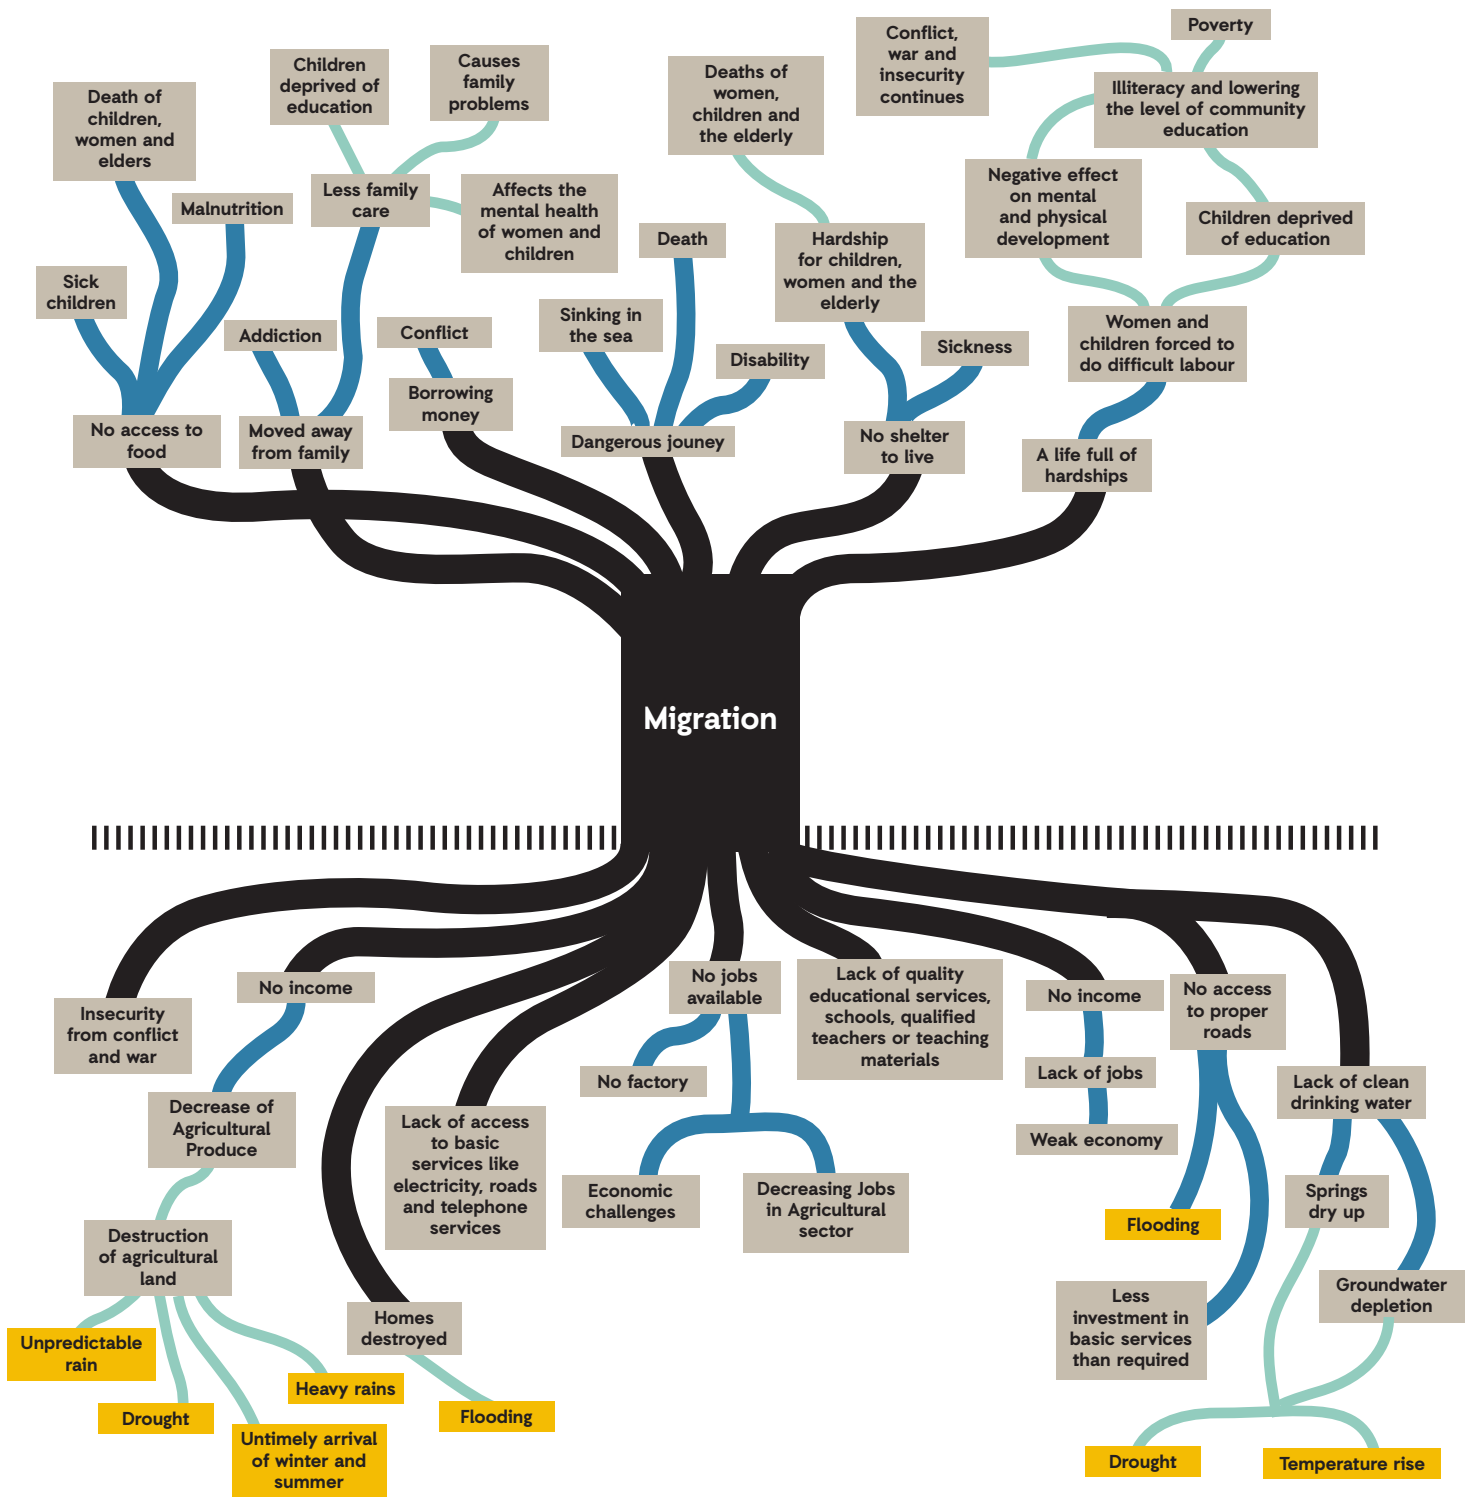 Conflict,
war and
insecurity
continues
Poverty
Illiteracy and lowering
the level of community
education
Children
deprived of
education
Causes
family
problems
Deaths of
women,
children and
the elderly
Death of
children,
women and
elders
Malnutrition
Less family
care
Affects the
mental health
of women and
children
Negative effect
on mental
and physical
development
Children deprived
of education
Death
Hardship
for children,
women and the
elderly
Sick
children
Addiction
Conflict
Sinking in
the sea
Disability
Sickness
Women and
children forced to
do difficult labour
Borrowing
money
No access to
food
Moved away
from family
Dangerous jouney
No shelter
to live
A life full of
hardships
Migration
Insecurity
from conflict
and war
No income
No jobs
available
Lack of quality
educational services,
schools, qualified
teachers or teaching
materials
No income
No access
to proper
roads
Decrease of
Agricultural
Produce
No factory
Lack of jobs
Lack of clean
drinking water
Lack of access
to basic
services like
electricity, roads
and telephone
services
Weak economy
Economic
challenges
Decreasing Jobs
in Agricultural
sector
Springs
dry up
Flooding
Destruction
of agricultural
land
Groundwater
depletion
Less
investment in
basic services
than required
Homes
destroyed
Unpredictable
rain
Heavy rains
Drought
Flooding
Untimely arrival
of winter and
summer
Drought
Temperature rise